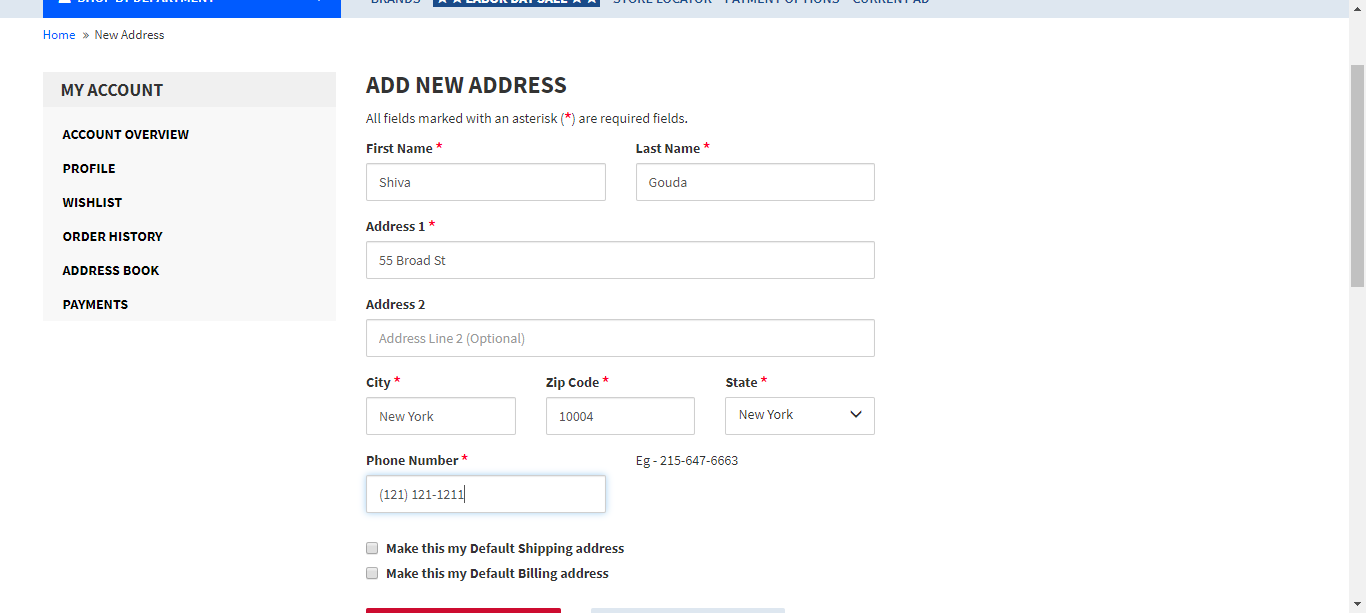 SHOP BY DEPARTMENT
BRANDS ★ ★ LABOR DAY SALE ★ ★ STORE LOCATOR PAYMENT OPTIONS CURRENT AD
Home » New Address
MY ACCOUNT
ACCOUNT OVERVIEW
PROFILE
WISHLIST
ORDER HISTORY
ADDRESS BOOK
PAYMENTS
ADD NEW ADDRESS
All fields marked with an asterisk (*) are required fields.
First Name * Last Name *
Shiva Gouda
Address 1 *
55 Broad St
Address 2
Address Line 2 (Optional)
City * Zip Code * State *
New York 10004 New York
Phone Number * Eg - 215-647-6663
(121) 121-1211
Make this my Default Shipping address
Make this my Default Billing address